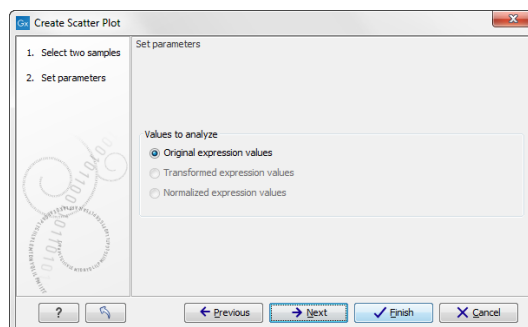 Gx Create Scatter Plot
1. Select two samples
2. Set parameters
Set parameters
Values to analyze
Original expression values
Transformed expression values
Normalized expression values
? Previous Next Finish Cancel